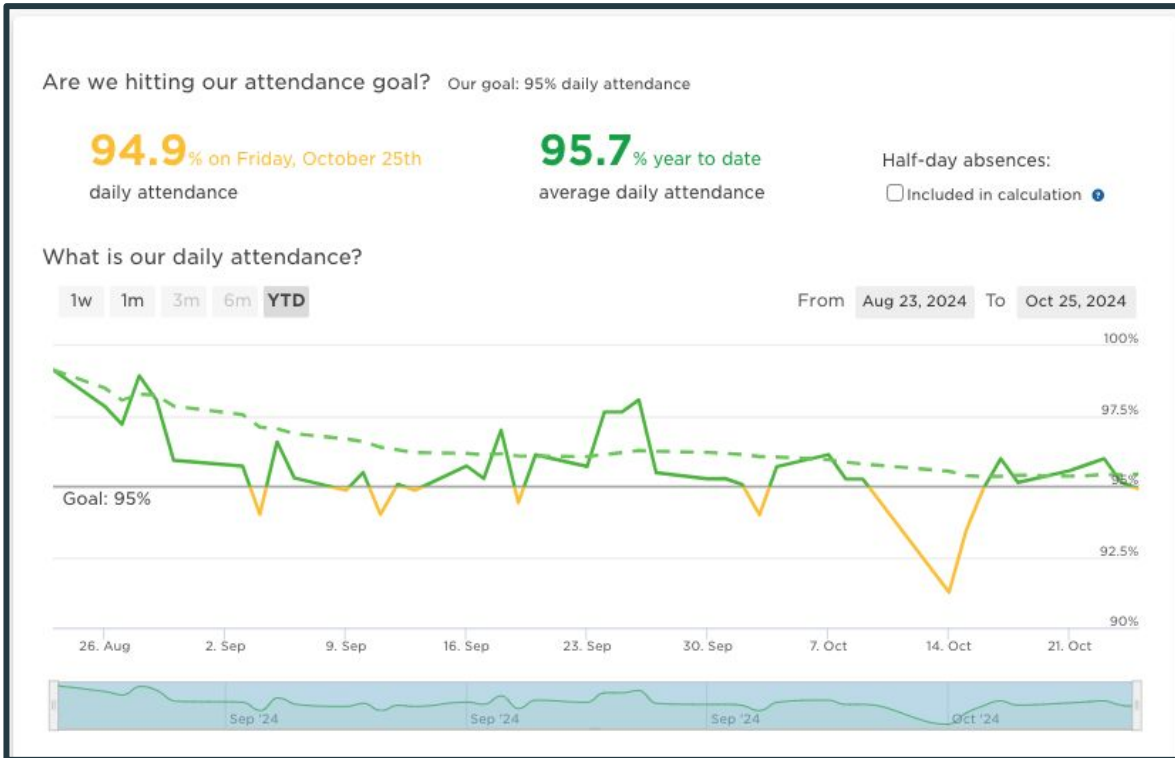 Are we hitting our attendance goal? Our goal: 95% daily attendance
94.9% on Friday, October 25th
daily attendance
95.7% year to date
average daily attendance
Half-day absences:
Included in calculation ?
What is our daily attendance?
1w 1m 3m 6m YTD
From Aug 23, 2024 To Oct 25, 2024
100%
97.5%
95%
Goal: 95%
92.5%
90%
26. Aug 2. Sep 9. Sep 16. Sep 23. Sep 30. Sep 7. Oct 14. Oct 21. Oct
Sep '24 Sep '24 Sep '24 Oct '24